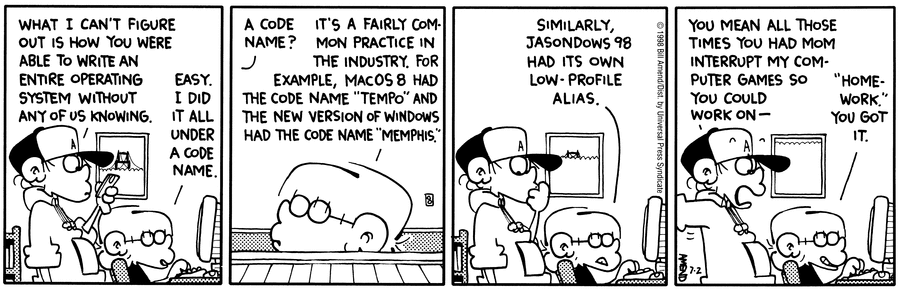 WHAT I CAN'T FIGURE
OUT IS HOW YOU WERE
ABLE TO WRITE AN
ENTIRE OPERATING
SYSTEM WITHOUT
ANY OF US KNOWING.
EASY.
I DID
IT ALL
UNDER
A CODE
NAME.
A
A CODE
NAME?
IT'S A FAIRLY COM-
MON PRACTICE IN
THE INDUSTRY. FOR
EXAMPLE, MACOS 8 HAD
THE CODE NAME "TEMPO" AND
THE NEW VERSION OF WINDOWS
HAD THE CODE NAME "MEMPHIS."
SIMILARLY,
JASONDOWS 98
HAD ITS OWN
LOW-PROFILE
ALIAS.
A
© 1998 Bill Amend/Dist. by Universal Press Syndicate
YOU MEAN ALL THOSE
TIMES YOU HAD MOM
INTERRUPT MY COM-
PUTER GAMES SO
YOU COULD
WORK ON—
"HOME-
WORK."
YOU GOT
IT.
A
AMEND
7-2